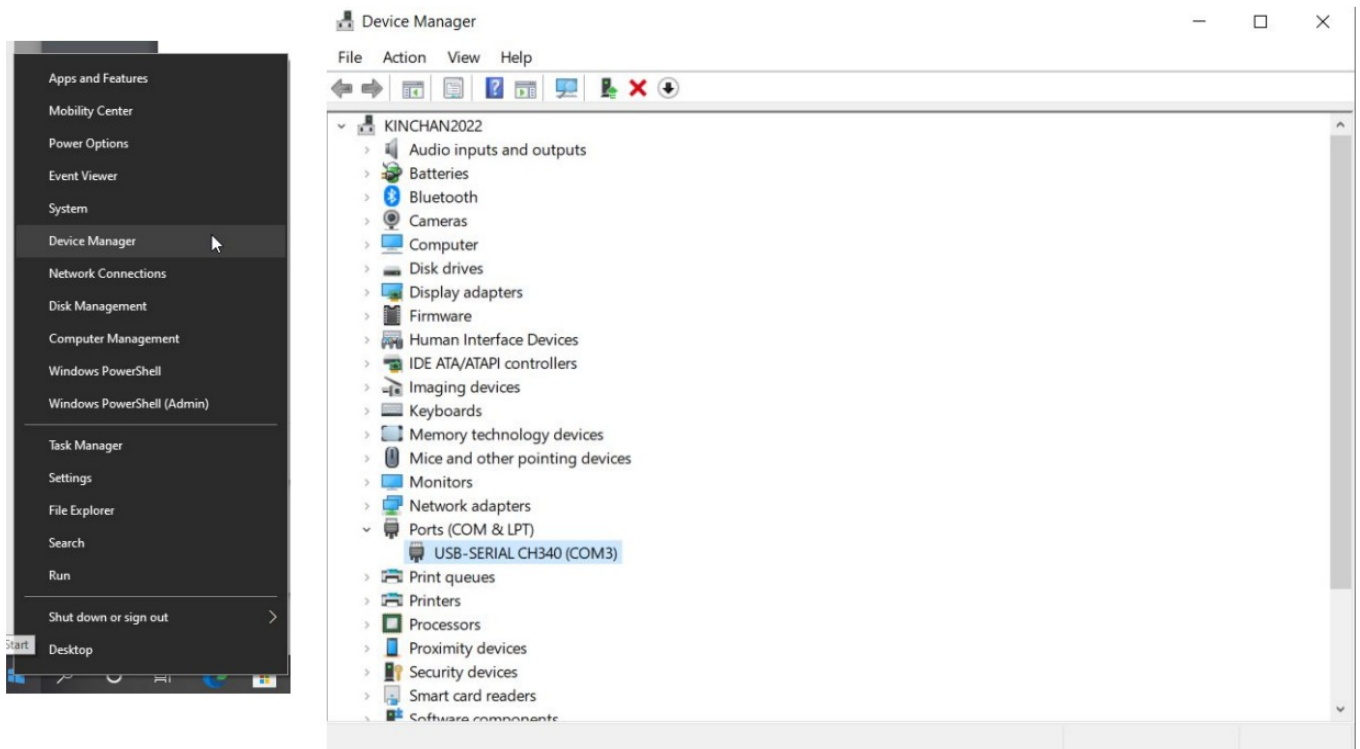 Apps and Features
Mobility Center
Power Options
Event Viewer
System
Device Manager
Network Connections
Disk Management
Computer Management
Windows PowerShell
Windows PowerShell (Admin)
Task Manager
Settings
File Explorer
Search
Run
Shut down or sign out
Start
Desktop
Device Manager
File Action View Help
KINCHAN2022
Audio inputs and outputs
Batteries
Bluetooth
Cameras
Computer
Disk drives
Display adapters
Firmware
Human Interface Devices
IDE ATA/ATAPI controllers
Imaging devices
Keyboards
Memory technology devices
Mice and other pointing devices
Monitors
Network adapters
Ports (COM & LPT)
USB-SERIAL CH340 (COM3)
Print queues
Printers
Processors
Proximity devices
Security devices
Smart card readers
Software components